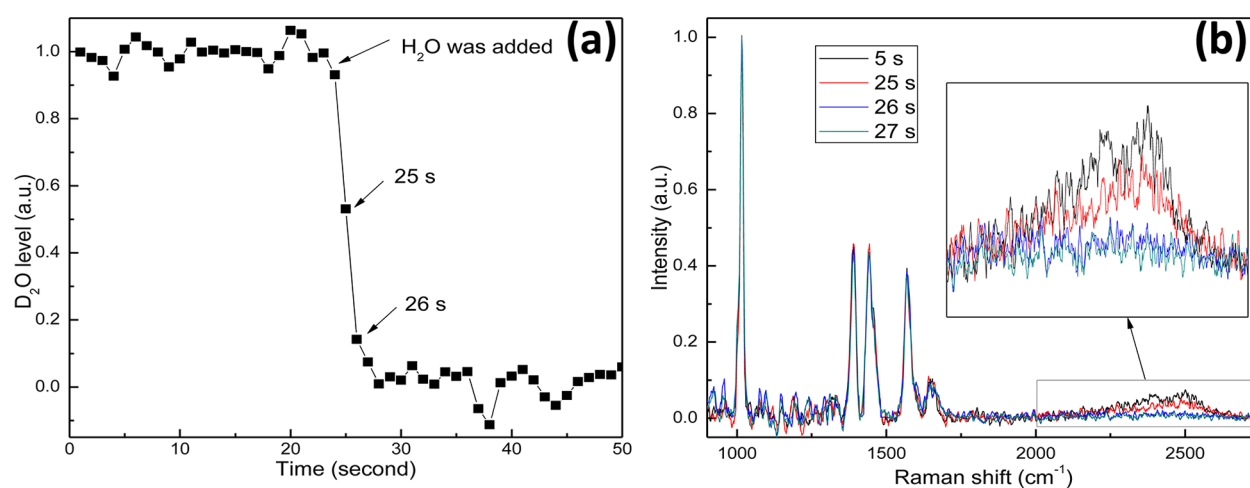 (a)
H2O was added
25 s
26 s
D2O level (a.u.)
1.0
0.8
0.6
0.4
0.2
0.0
0
10
20
30
40
50
Time (second)
(b)
5 s
25 s
26 s
27 s
Intensity (a.u.)
1.0
0.8
0.6
0.4
0.2
0.0
1000
1500
2000
2500
Raman shift (cm-1)